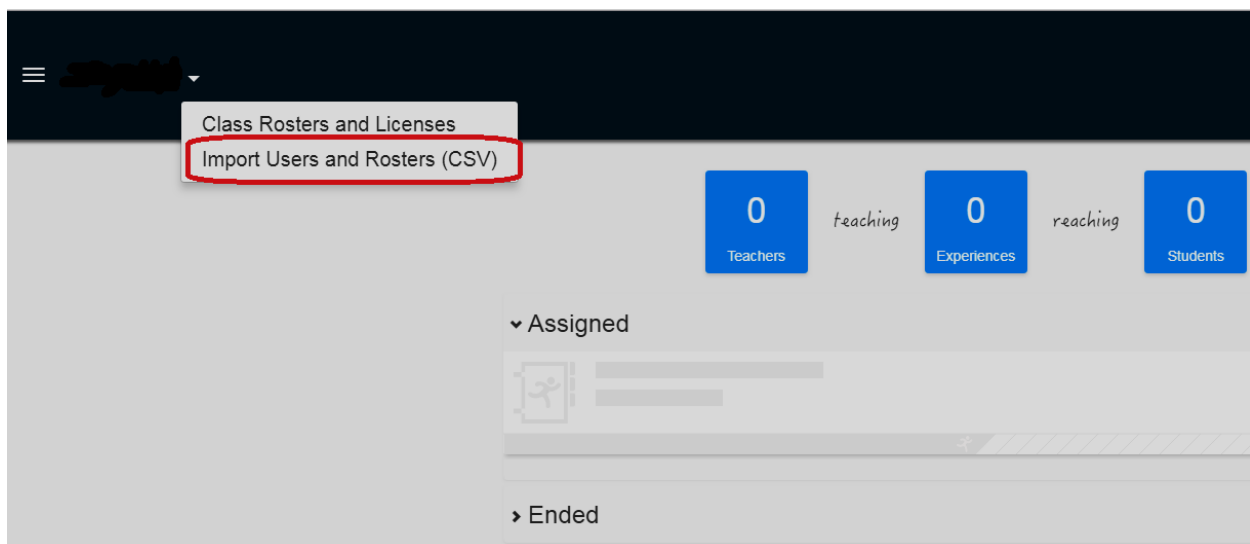 Class Rosters and Licenses
Import Users and Rosters (CSV)
0 teaching 0 reaching 0
Teachers Experiences Students
Assigned
Ended